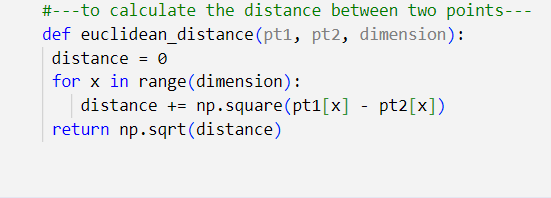 #---to calculate the distance between two points---
def euclidean_distance(pt1, pt2, dimension):
distance = 0
for x in range(dimension):
distance += np.square(pt1[x] - pt2[x])
return np.sqrt(distance)